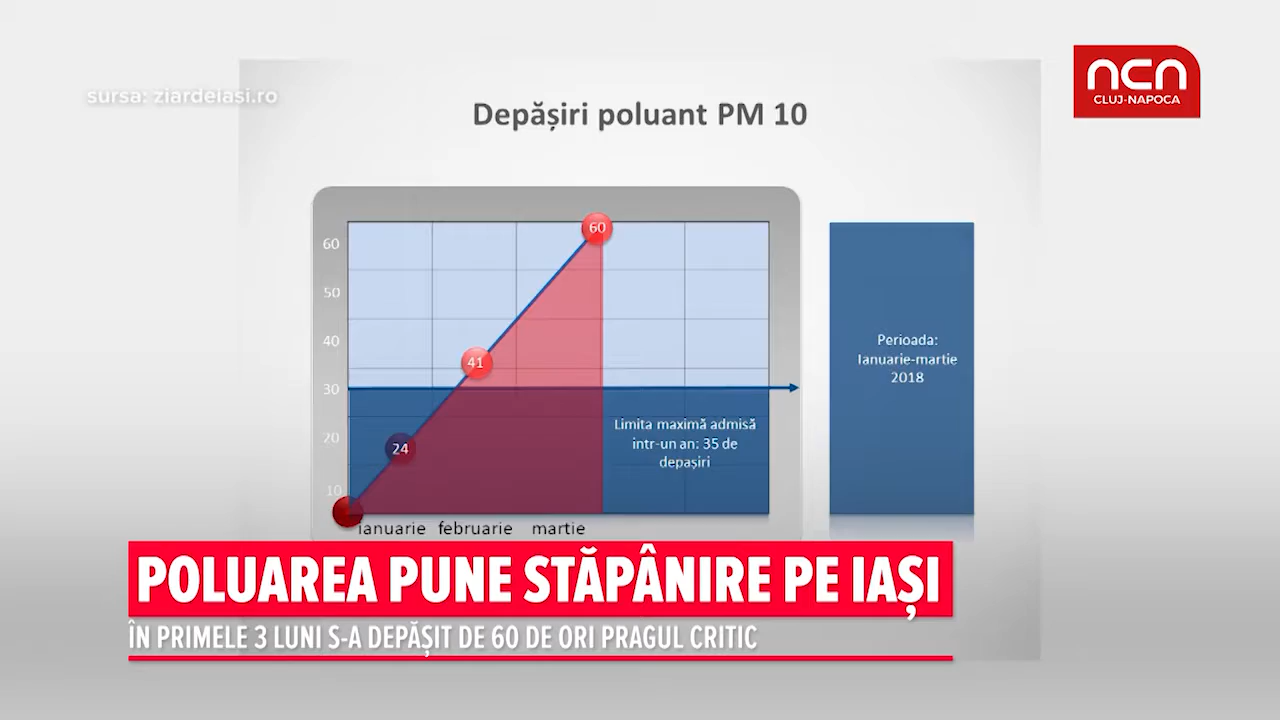 sursa: ziardeiasi.ro
ncn
CLUJ-NAPOCA
Depășiri poluant PM 10
60
50
40
30
20
10
60
41
24
Limita maximă admisă
intr-un an: 35 de
depașiri
Perioada:
Ianuarie-martie
2018
ianuarie februarie martie
POLUAREA PUNE STĂPÂNIRE PE IAȘI
ÎN PRIMELE 3 LUNI S-A DEPĂȘIT DE 60 DE ORI PRAGUL CRITIC